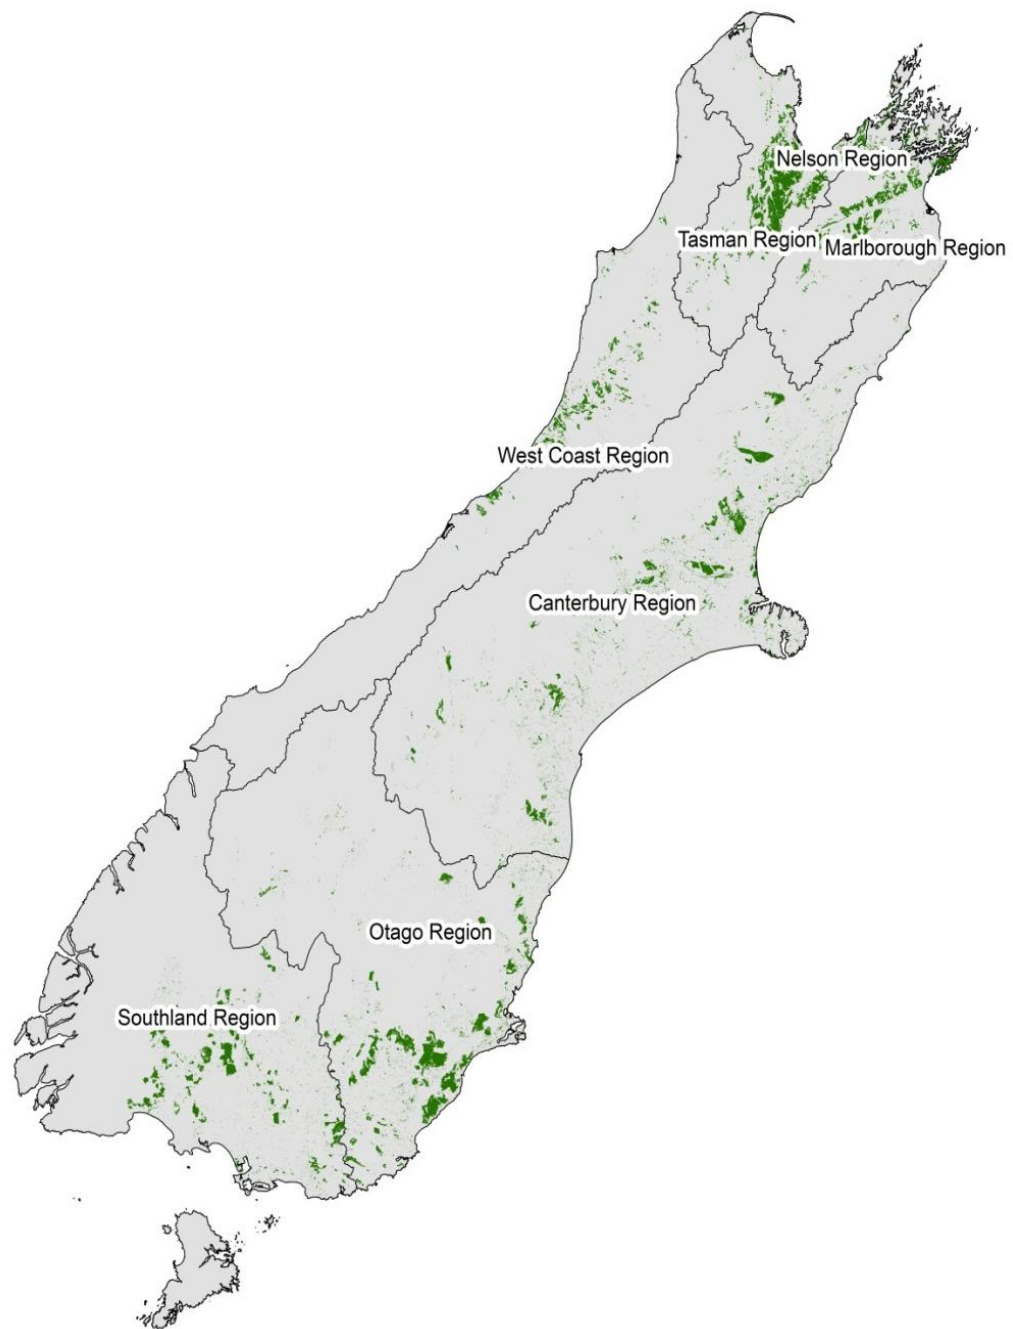 Nelson Region
Tasman Region
Marlborough Region
West Coast Region
Canterbury Region
Otago Region
Southland Region